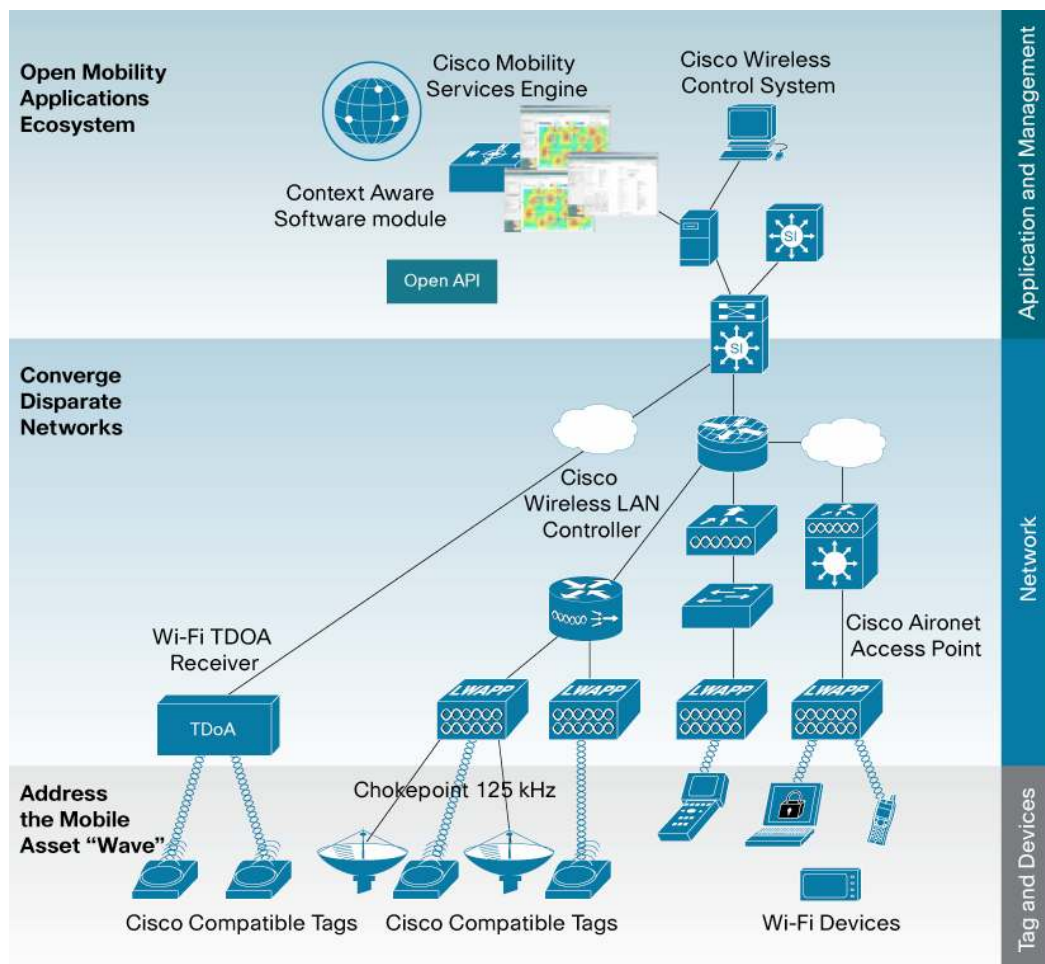 Open Mobility
Applications
Ecosystem
Cisco Mobility
Services Engine
Cisco Wireless
Control System
Context Aware
Software module
Open API
SI
SI
Application and Management
Converge
Disparate
Networks
Cisco
Wireless LAN
Controller
Wi-Fi TDOA
Receiver
Cisco Aironet
Access Point
TDoA
LWAPP
LWAPP
LWAPP
LWAPP
Network
Address
the Mobile
Asset “Wave”
Chokepoint 125 kHz
Cisco Compatible Tags
Cisco Compatible Tags
Wi-Fi Devices
Tag and Devices